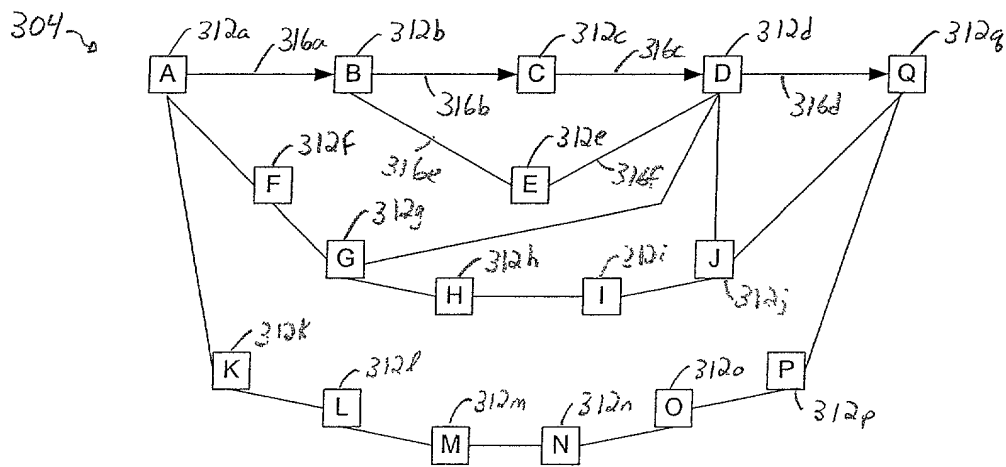 304
312a 316a 312b 312c 316c 312d 312q
A B C D Q
316b 316d
312f 316e 312e 316f
F E
312g
G
312h 312i J
H I 312j
312k
K P
312l 312o
L O 312p
312m 312n
M N